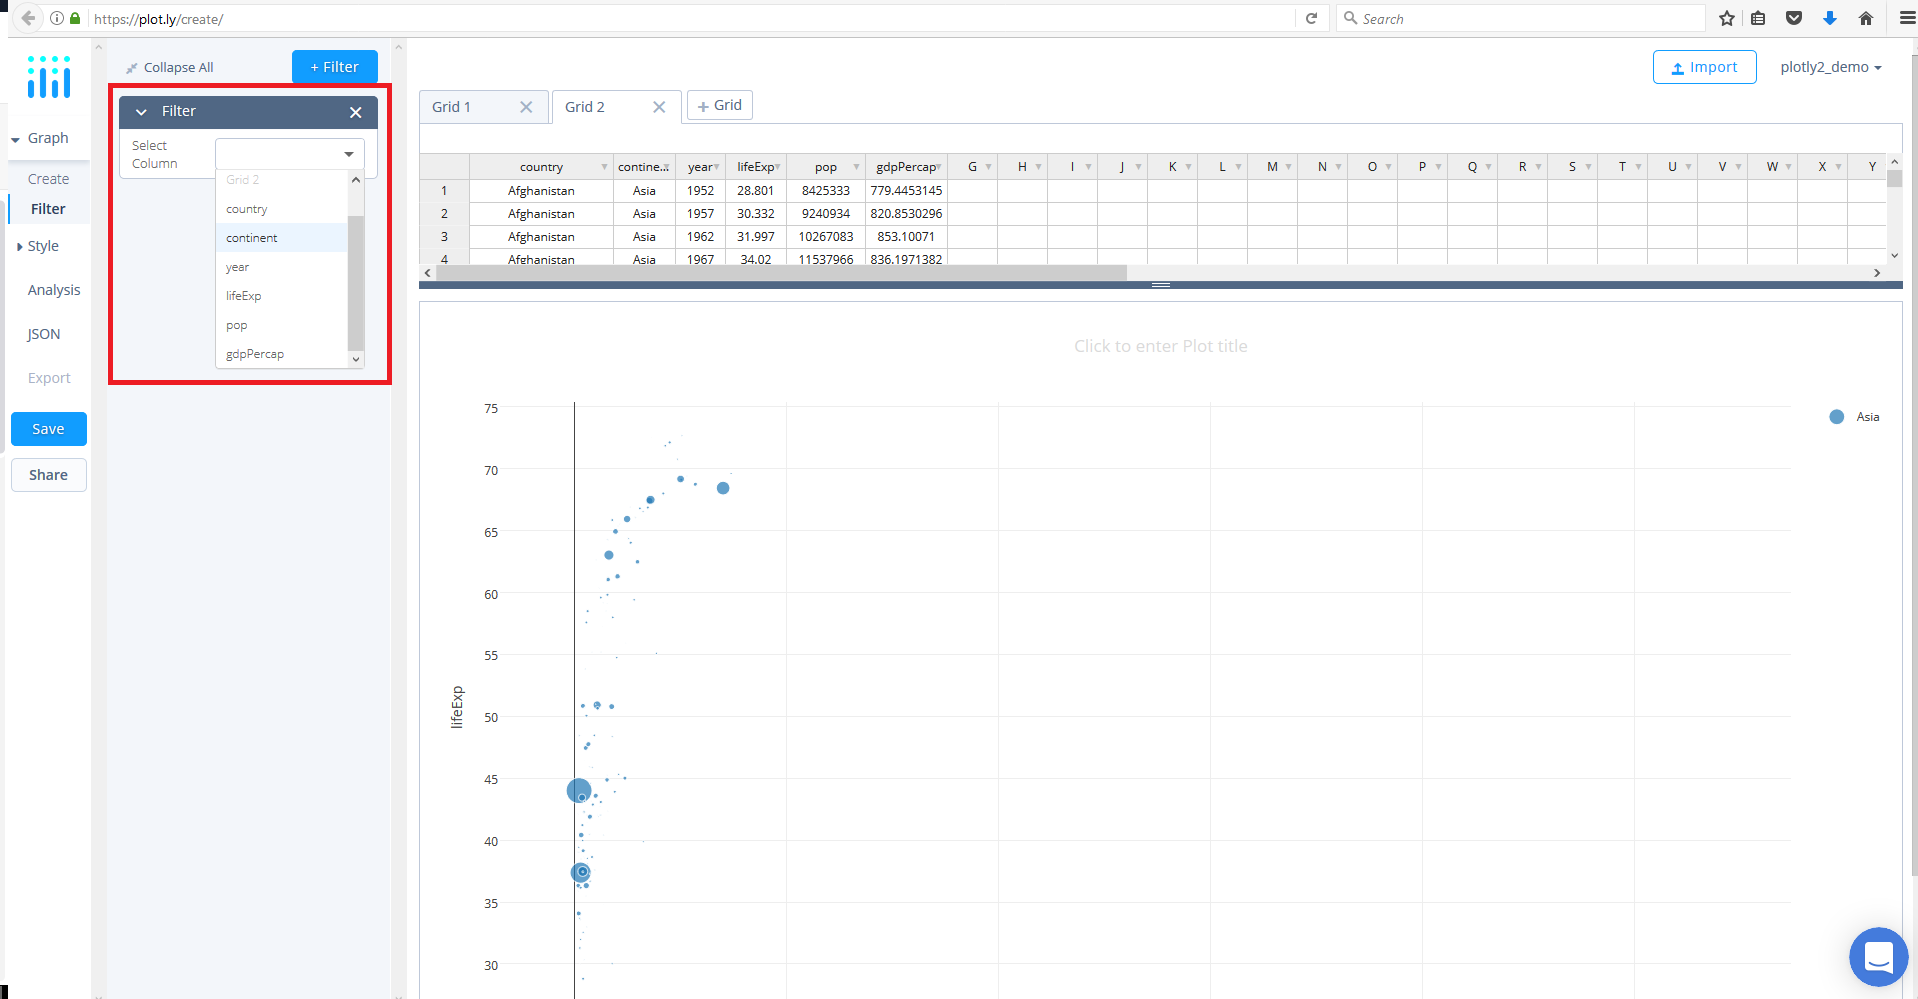 https://plot.ly/create/
Search
Collapse All
+ Filter
Import
plotly2_demo
Graph
Create
Filter
Style
Analysis
JSON
Export
Save
Share
Filter
Select
Column
Grid 2
country
continent
year
lifeExp
pop
gdpPercap
Grid 1
Grid 2
+ Grid
country contine... year lifeExp pop gdpPercap G H I J K L M N O P Q R S T U V W X Y
1 Afghanistan Asia 1952 28.801 8425333 779.4453145
2 Afghanistan Asia 1957 30.332 9240934 820.8530296
3 Afghanistan Asia 1962 31.997 10267083 853.10071
4 Afghanistan Asia 1967 34.02 11537966 836.1971382
Click to enter Plot title
Asia
75
70
65
60
55
50
45
40
35
30
lifeExp